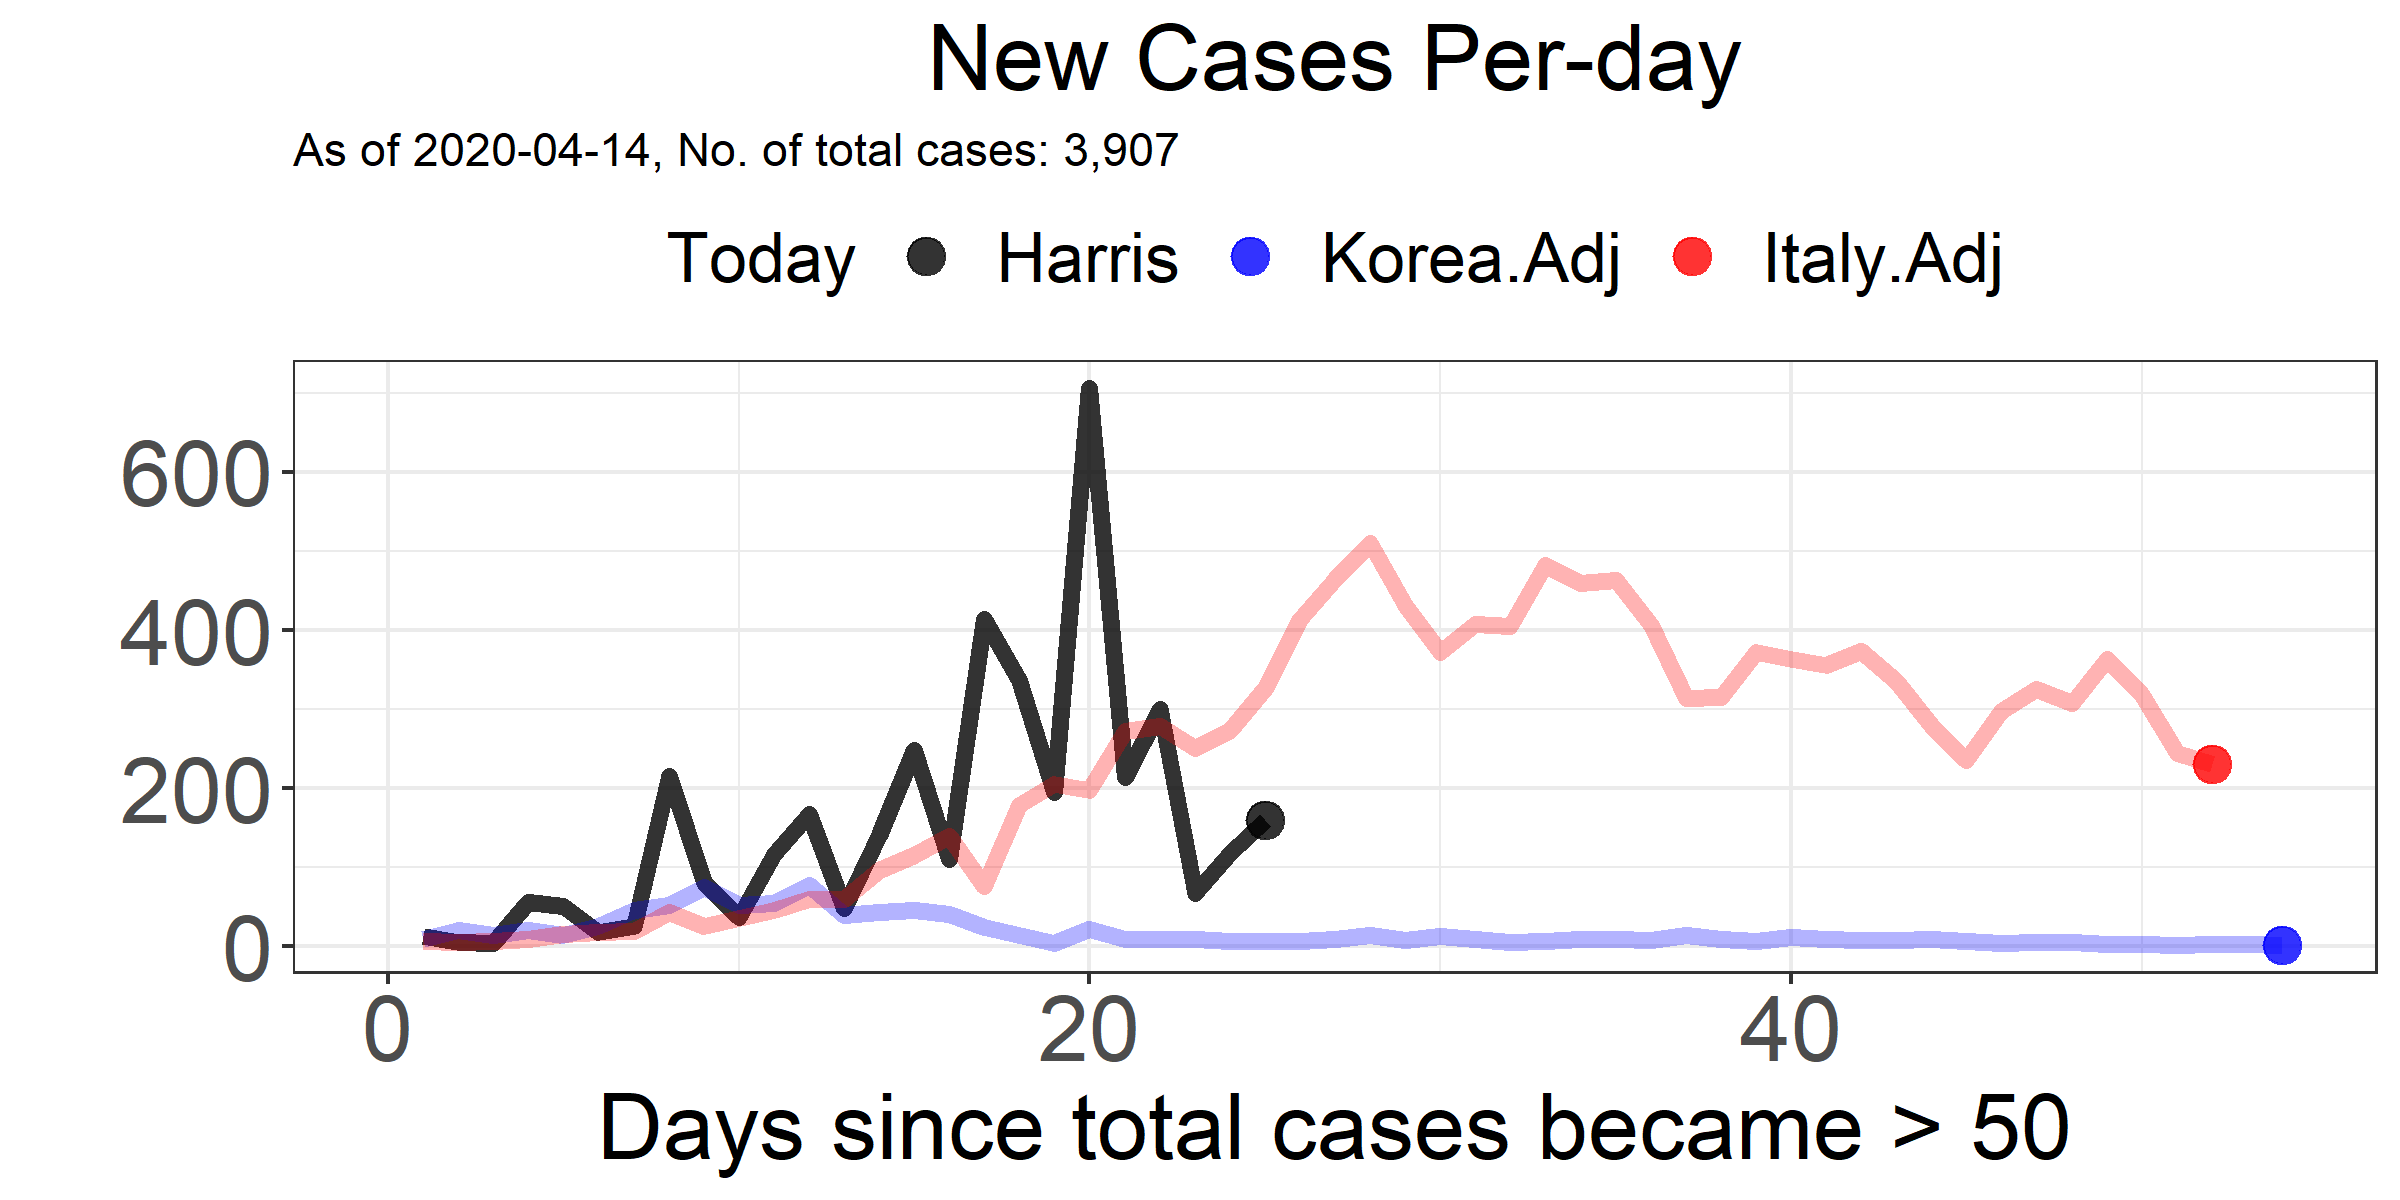 New Cases Per-day
As of 2020-04-14, No. of total cases: 3,907
Today Harris Korea.Adj Italy.Adj
600
400
200
0
0 20 40
Days since total cases became > 50